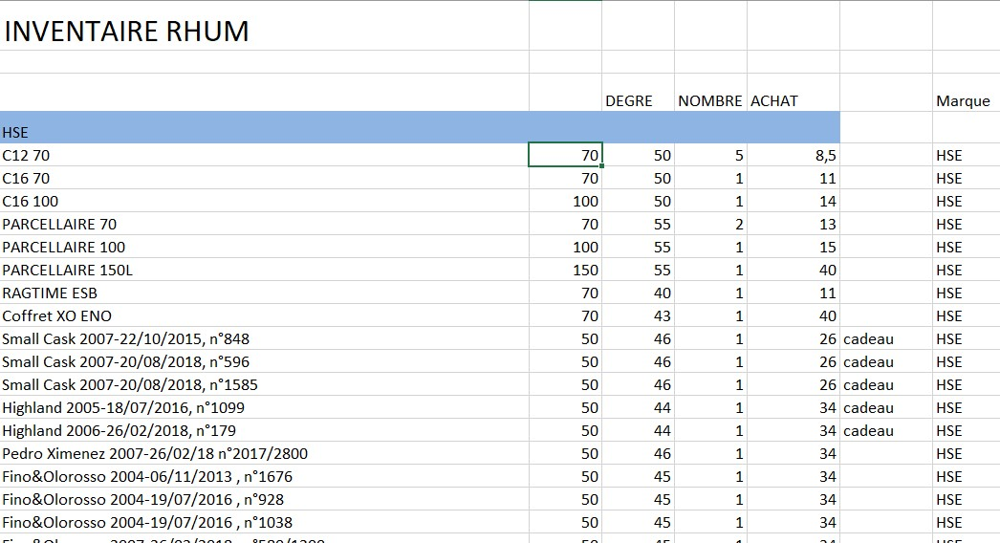 INVENTAIRE RHUM
DEGRE NOMBRE ACHAT Marque
HSE
C12 70 70 50 5 8,5 HSE
C16 70 70 50 1 11 HSE
C16 100 100 50 1 14 HSE
PARCELLAIRE 70 70 55 2 13 HSE
PARCELLAIRE 100 100 55 1 15 HSE
PARCELLAIRE 150L 150 55 1 40 HSE
RAGTIME ESB 70 40 1 11 HSE
Coffret XO ENO 70 43 1 40 HSE
Small Cask 2007-22/10/2015, n°848 50 46 1 26 cadeau HSE
Small Cask 2007-20/08/2018, n°596 50 46 1 26 cadeau HSE
Small Cask 2007-20/08/2018, n°1585 50 46 1 26 cadeau HSE
Highland 2005-18/07/2016, n°1099 50 44 1 34 cadeau HSE
Highland 2006-26/02/2018, n°179 50 44 1 34 cadeau HSE
Pedro Ximenez 2007-26/02/18 n°2017/2800 50 46 1 34 HSE
Fino&Olorosso 2004-06/11/2013 , n°1676 50 45 1 34 HSE
Fino&Olorosso 2004-19/07/2016 , n°928 50 45 1 34 HSE
Fino&Olorosso 2004-19/07/2016 , n°1038 50 45 1 34 HSE